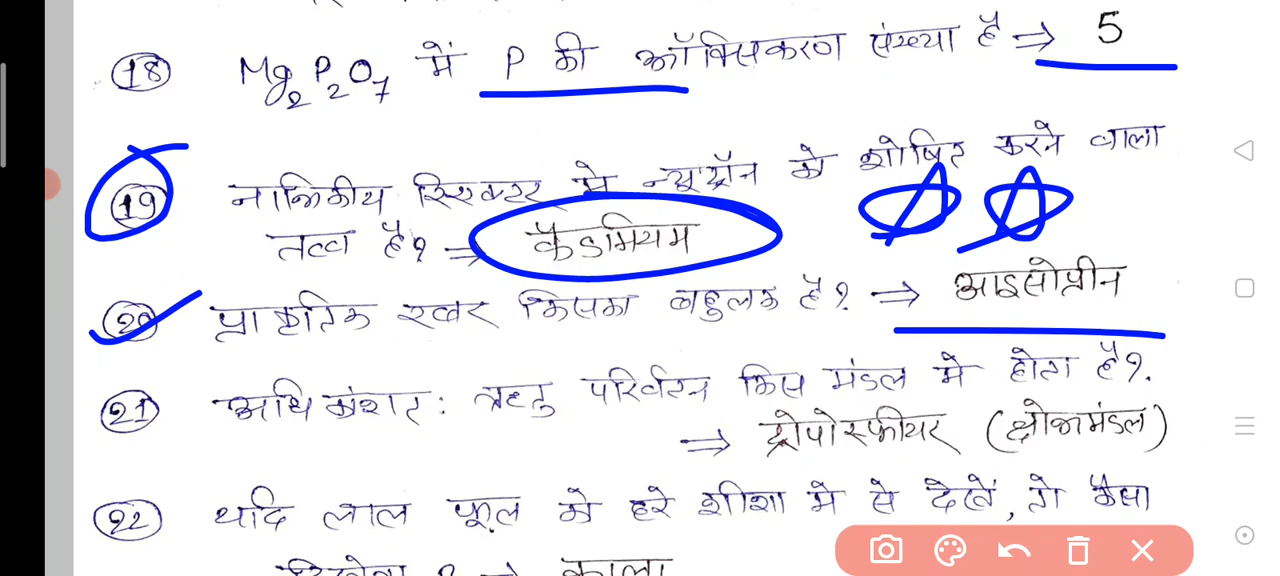 (18) Mg2P2O7 में P की ऑक्सिकरण संख्या है ⇒ 5
(19) नाभिकीय रिएक्टर में न्यूट्रॉन को शोषित करने वाला
तत्व है? ⇒ कैडमियम
(20) प्राकृतिक रबर किसका बहुलक है? ⇒ आइसोप्रीन
(21) अधिकांशत: ऋतु परिवर्तन किस मंडल में होता है?
⇒ ट्रोपोस्फीयर (क्षोभमंडल)
(22) यदि लाल फूल को हरे शीशा में से देखें, तो कैसा
⇒ काला